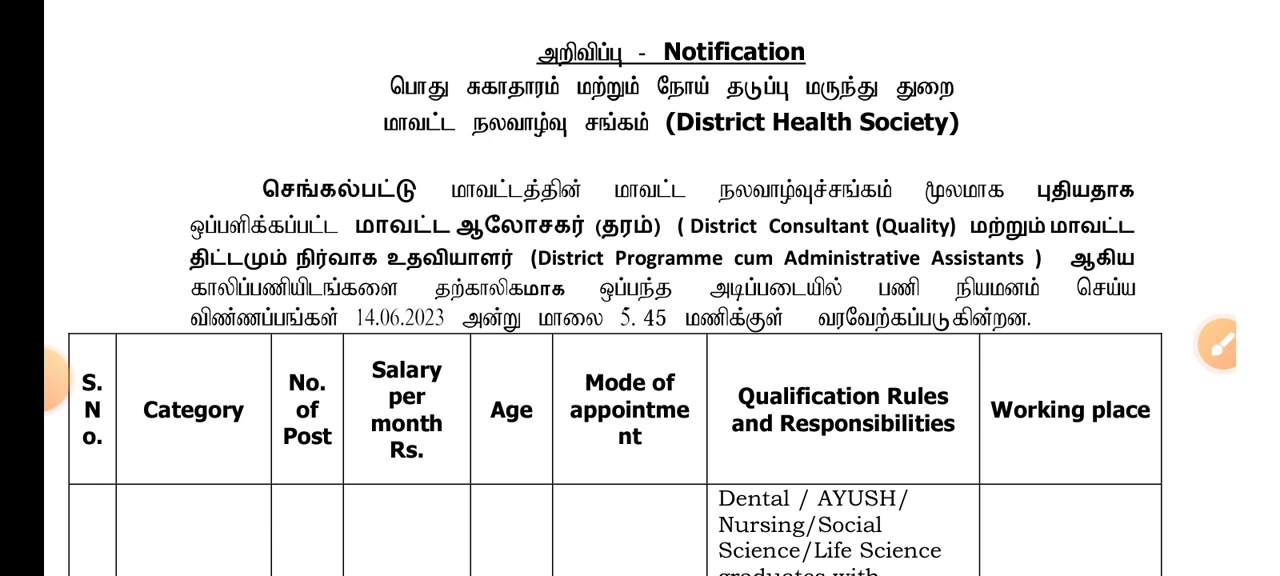 அறிவிப்பு - Notification
பொது சுகாதாரம் மற்றும் நோய் தடுப்பு மருந்து துறை
மாவட்ட நலவாழ்வு சங்கம் (District Health Society)
செங்கல்பட்டு மாவட்டத்தின் மாவட்ட நலவாழ்வுச்சங்கம் மூலமாக புதியதாக
ஒப்பளிக்கப்பட்ட மாவட்ட ஆலோசகர் (தரம்) ( District Consultant (Quality) மற்றும் மாவட்ட
திட்டமும் நிர்வாக உதவியாளர் (District Programme cum Administrative Assistants ) ஆகிய
காலிப்பணியிடங்களை தற்காலிகமாக ஒப்பந்த அடிப்படையில் பணி நியமனம் செய்ய
விண்ணப்பங்கள் 14.06.2023 அன்று மாலை 5. 45 மணிக்குள் வரவேற்கப்படுகின்றன.
S.
N
o.
Category
No.
of
Post
Salary
per
month
Rs.
Age
Mode of
appointme
nt
Qualification Rules
and Responsibilities
Working place
Dental / AYUSH/
Nursing/Social
Science/Life Science
graduates with